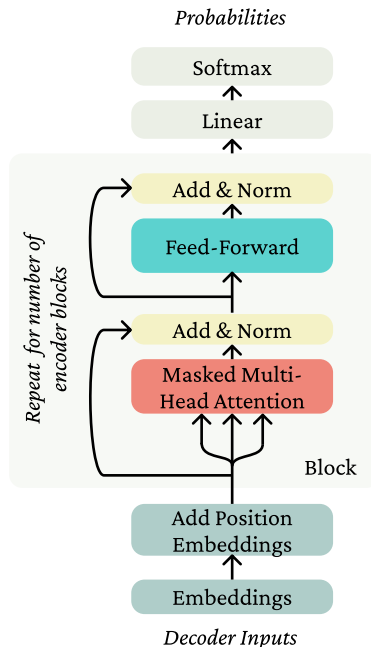 Probabilities
Softmax
Linear
Add & Norm
Feed-Forward
Repeat for number of
encoder blocks
Add & Norm
Masked Multi-
Head Attention
Block
Add Position
Embeddings
Embeddings
Decoder Inputs